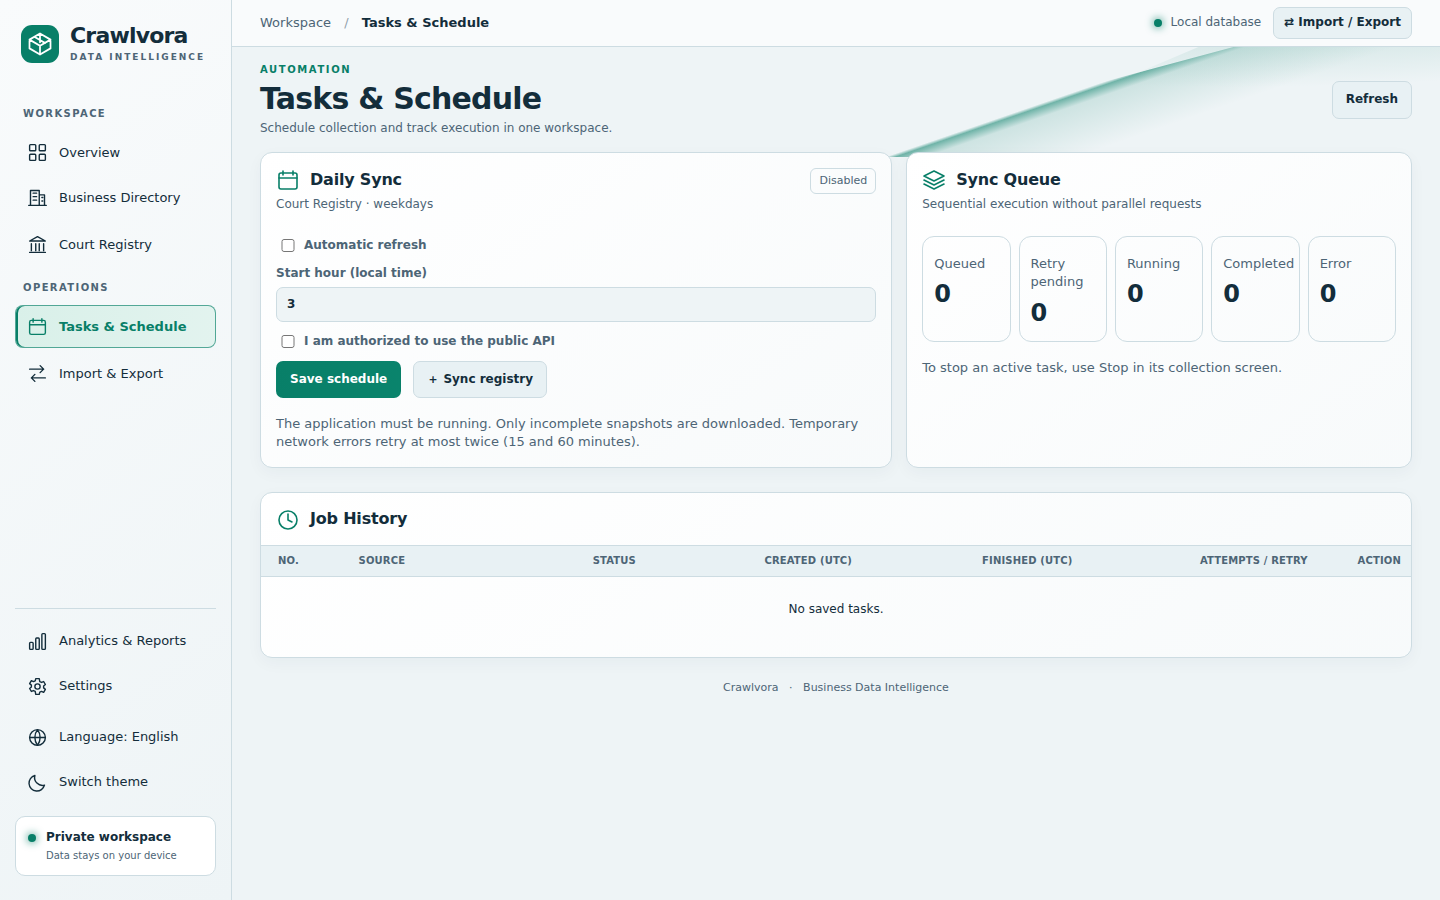 Crawlvora
DATA INTELLIGENCE
WORKSPACE
Overview
Business Directory
Court Registry
OPERATIONS
Tasks & Schedule
Import & Export
Analytics & Reports
Settings
Language: English
Switch theme
Private workspace
Data stays on your device
Workspace / Tasks & Schedule
Local database
⇄ Import / Export
AUTOMATION
Tasks & Schedule
Schedule collection and track execution in one workspace.
Refresh
Daily Sync
Disabled
Court Registry · weekdays
Automatic refresh
Start hour (local time)
3
I am authorized to use the public API
Save schedule
+ Sync registry
The application must be running. Only incomplete snapshots are downloaded. Temporary
network errors retry at most twice (15 and 60 minutes).
Sync Queue
Sequential execution without parallel requests
Queued
0
Retry
pending
0
Running
0
Completed
0
Error
0
To stop an active task, use Stop in its collection screen.
Job History
NO. SOURCE STATUS CREATED (UTC) FINISHED (UTC) ATTEMPTS / RETRY ACTION
No saved tasks.
Crawlvora · Business Data Intelligence